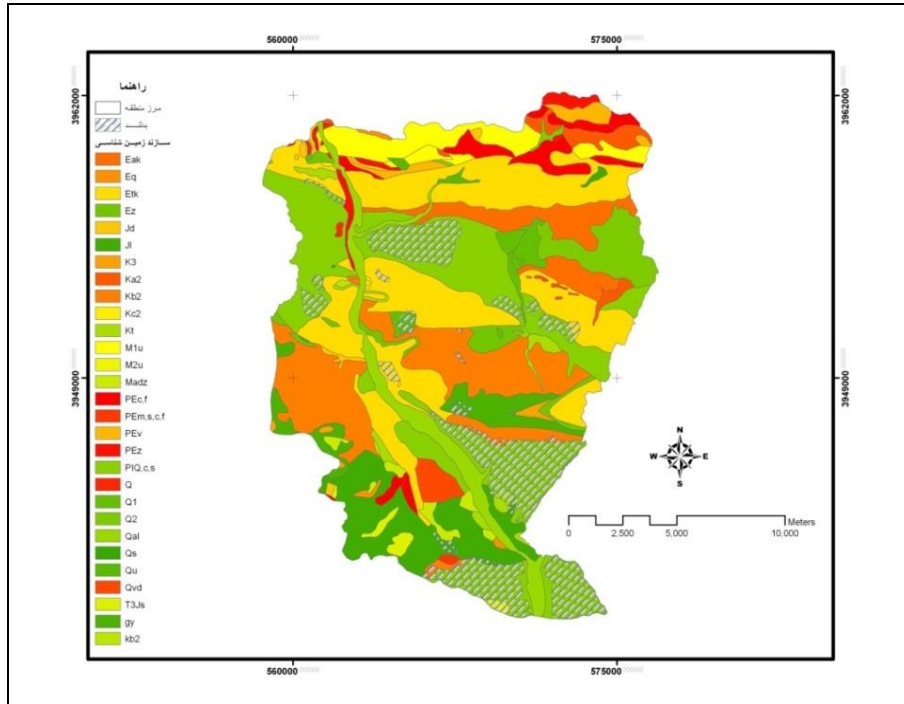 560000 575000
راهنما
مرز منطقه
سازند زمین شناسی
Eak
Eq
Etk
Ez
Jd
Jl
K3
Ka2
Kb2
Kc2
Kt
M1u
M2u
Madz
PEc,f
PEm,s,c,f
PEv
PEz
PlQ,c,s
Q
Q1
Q2
Qal
Qs
Qu
Qvd
T3Js
gy
kb2
3962000 3962000
3949000 3949000
N
W E
S
Meters
0 2,500 5,000 10,000
560000 575000